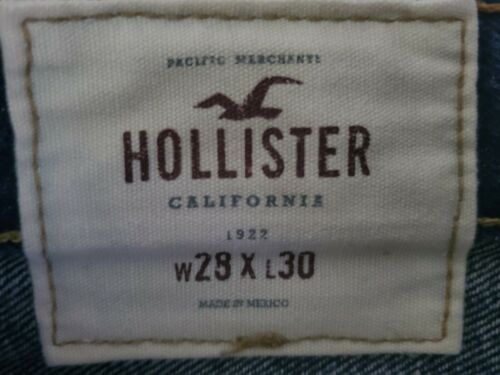 PACIFIC MERCHANTS
HOLLISTER
CALIFORNIA
1922
W28 X L30
MADE IN MEXICO